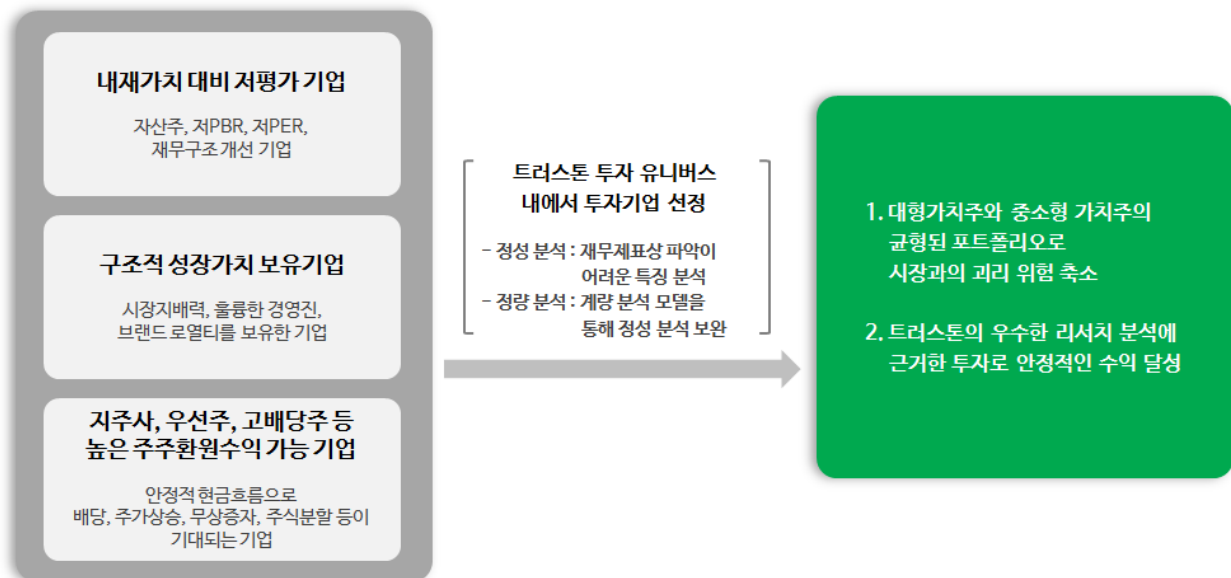 내재가치 대비 저평가 기업
자산주, 저PBR, 저PER,
재무구조 개선 기업
구조적 성장가치 보유기업
시장지배력, 훌륭한 경영진,
브랜드 로열티를 보유한 기업
지주사, 우선주, 고배당주 등
높은 주주환원수익 가능 기업
안정적 현금흐름으로
배당, 주가상승, 무상증자, 주식분할 등이
기대되는 기업
트러스톤 투자 유니버스
내에서 투자기업 선정
- 정성 분석 : 재무제표상 파악이
어려운 특징 분석
- 정량 분석 : 계량 분석 모델을
통해 정성 분석 보완
1. 대형가치주와 중소형 가치주의
균형된 포트폴리오로
시장과의 괴리 위험 축소
2. 트러스톤의 우수한 리서치 분석에
근거한 투자로 안정적인 수익 달성